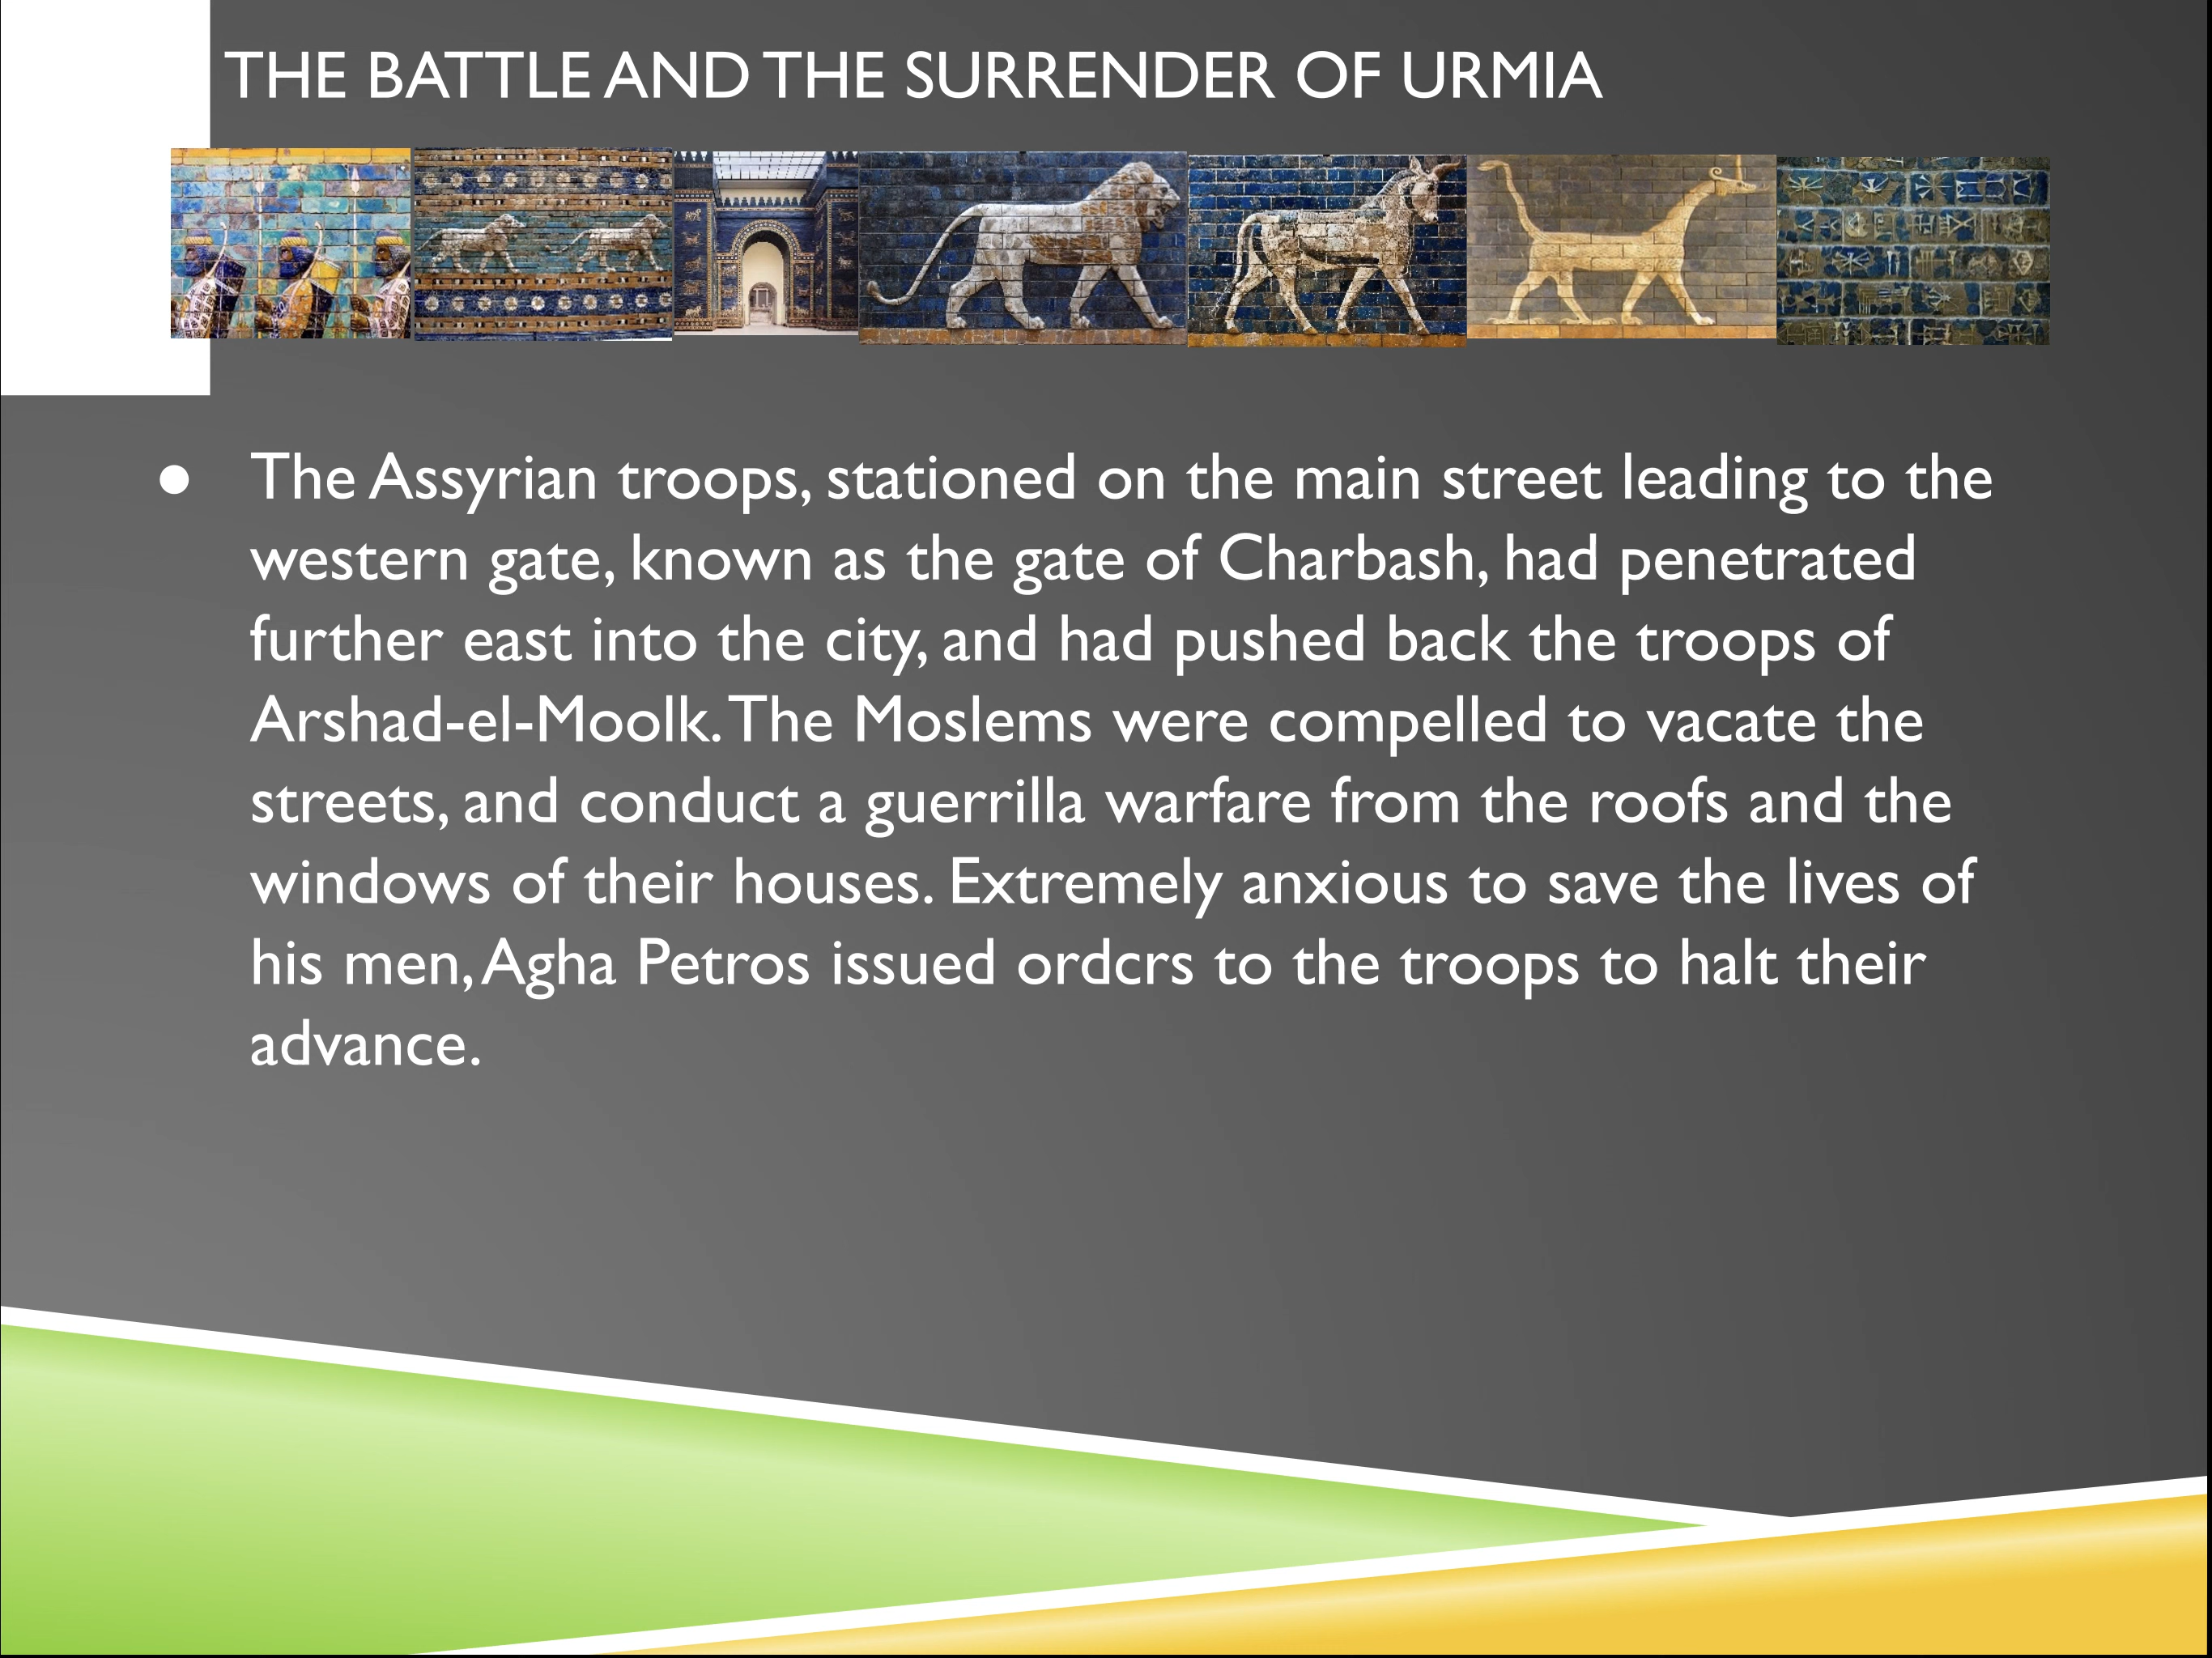 THE BATTLE AND THE SURRENDER OF URMIA
● The Assyrian troops, stationed on the main street leading to the
western gate, known as the gate of Charbash, had penetrated
further east into the city, and had pushed back the troops of
Arshad-el-Moolk. The Moslems were compelled to vacate the
streets, and conduct a guerrilla warfare from the roofs and the
windows of their houses. Extremely anxious to save the lives of
his men, Agha Petros issued ordcrs to the troops to halt their
advance.